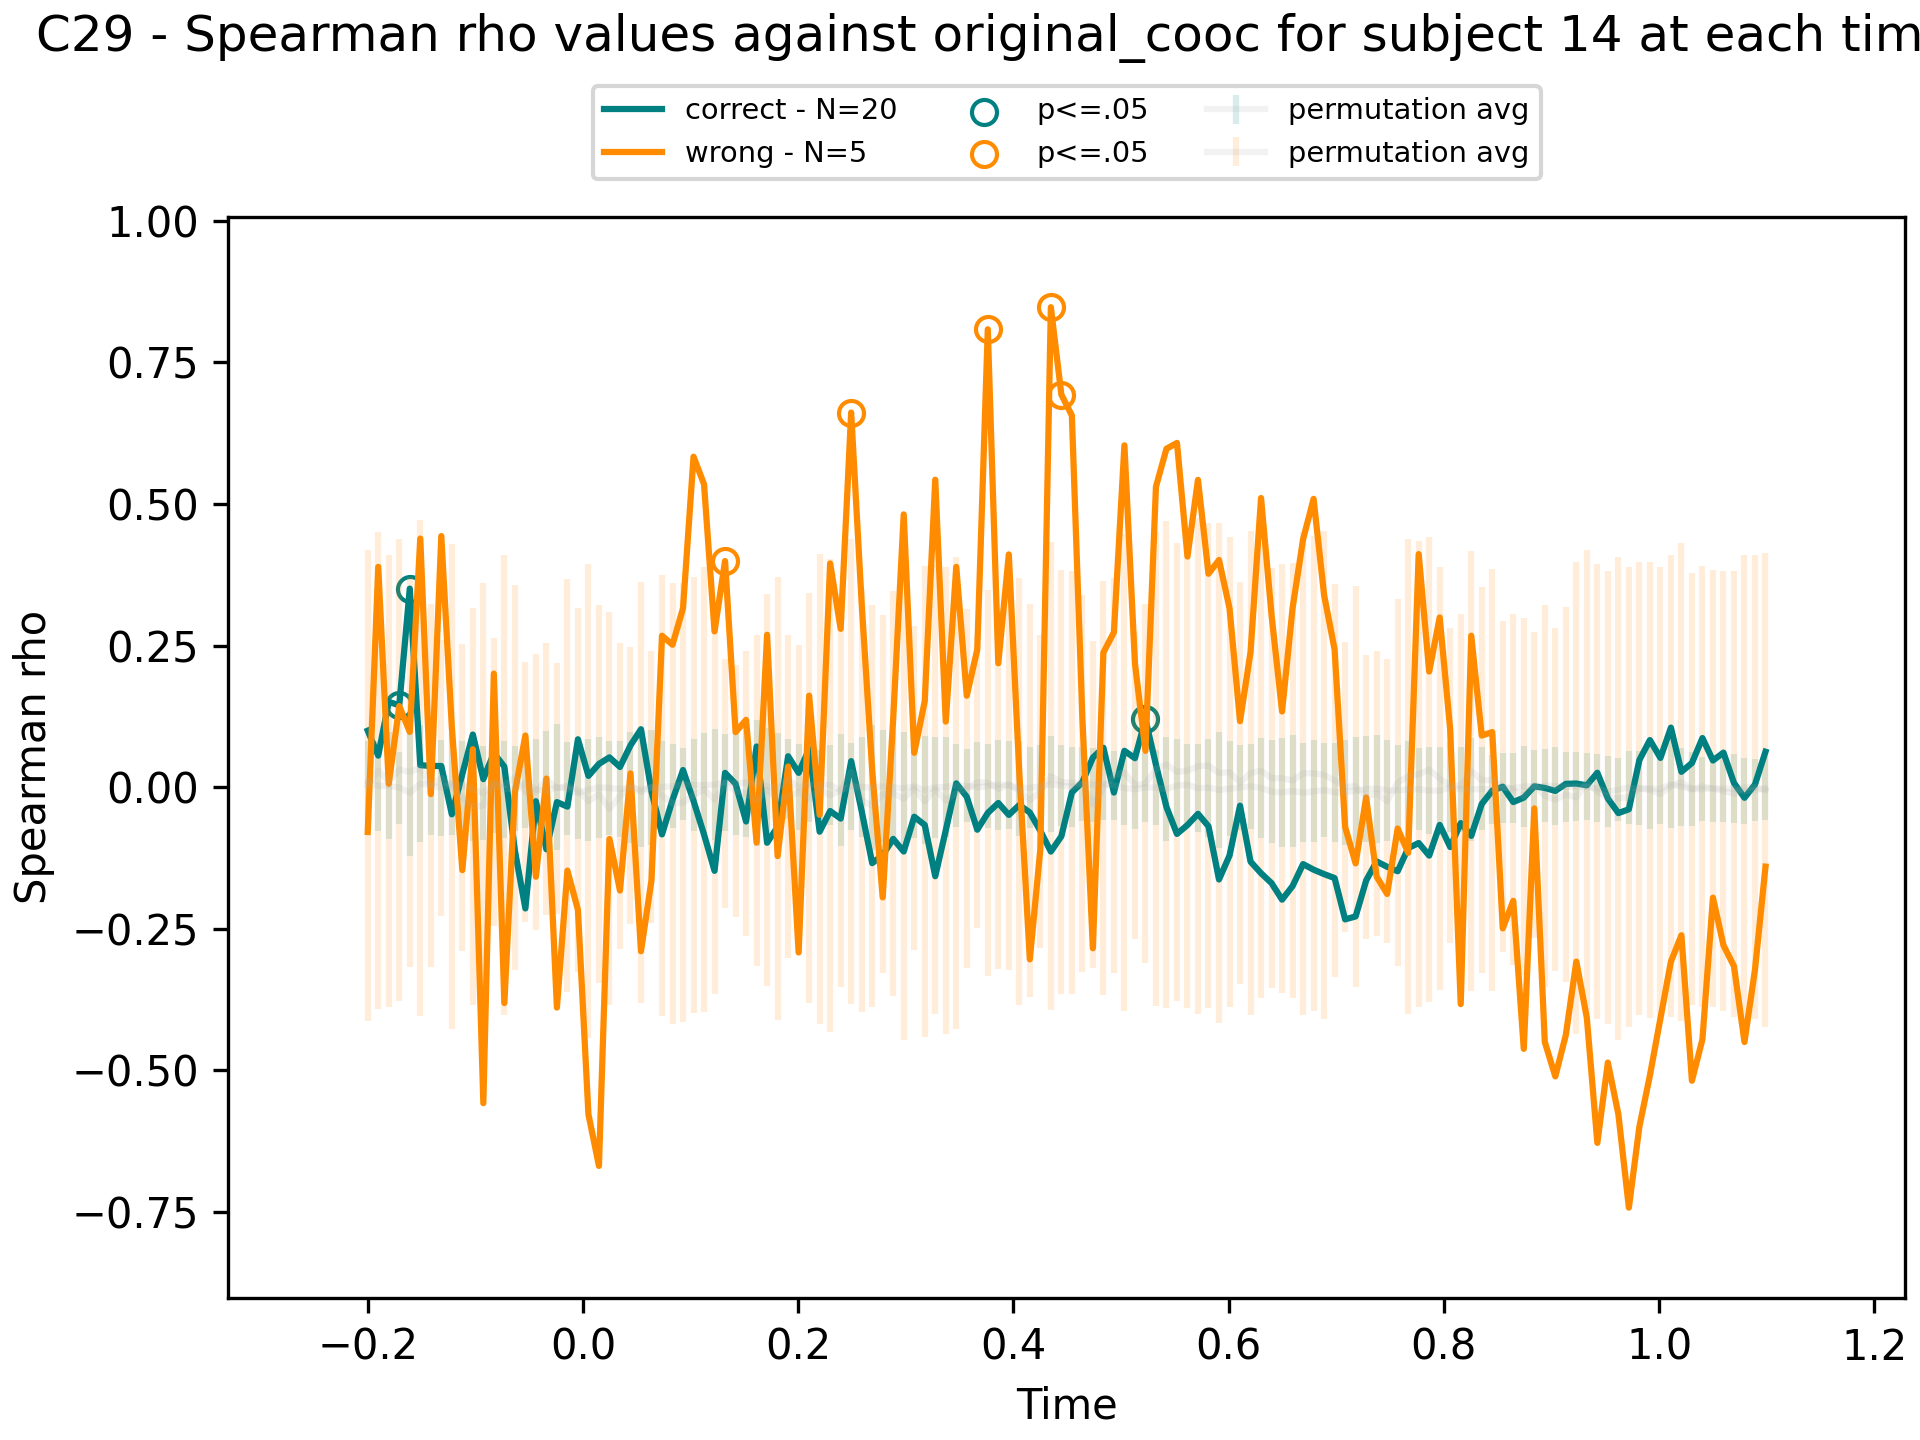 C29 - Spearman rho values against original_cooc for subject 14 at each tim
correct - N=20 p<=.05 permutation avg
wrong - N=5 p<=.05 permutation avg
1.00
0.75
0.50
0.25
0.00
−0.25
−0.50
−0.75
Spearman rho
−0.2 0.0 0.2 0.4 0.6 0.8 1.0 1.2
Time